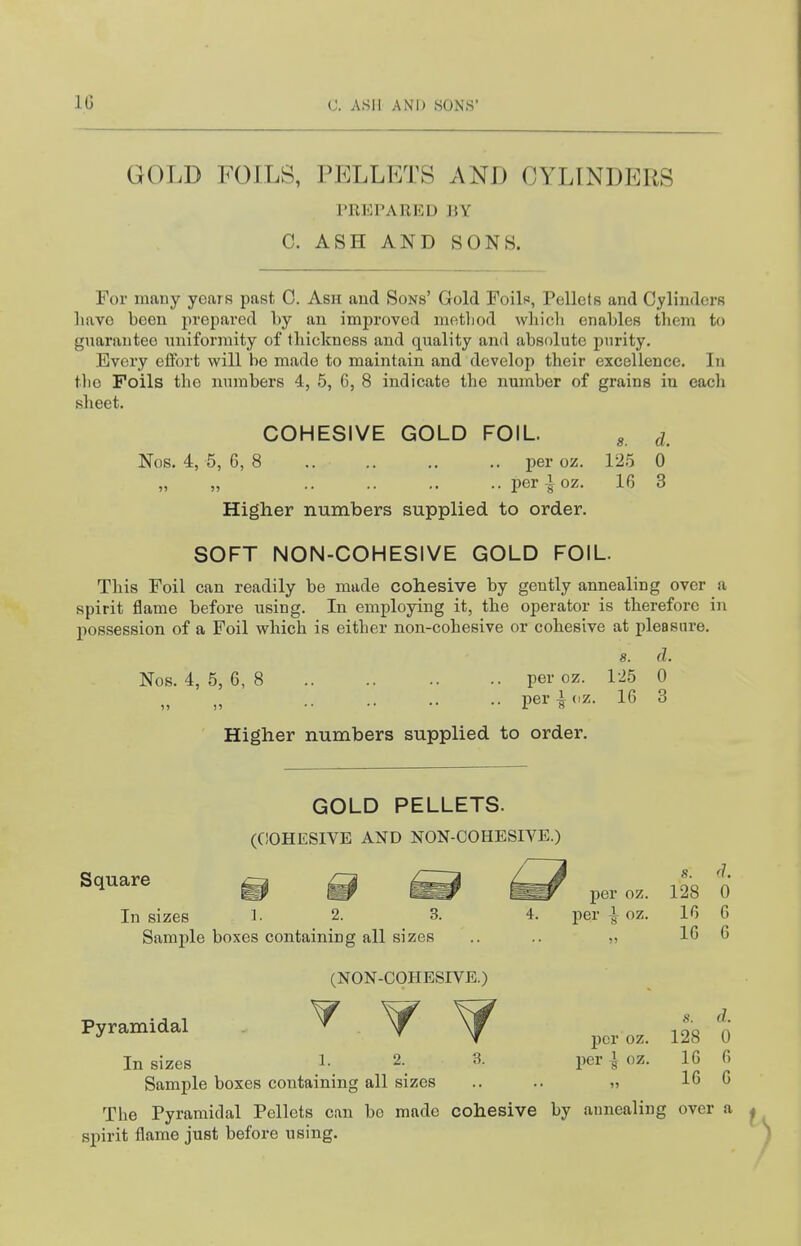 16 C. ASH AND SONS'
GOLD FOILS, PELLETS AND CYLINDERS
PREPARED BY
C. ASH AND SONS.
For many years past C. Ash and Sons' Gold Foils, Pellets and Cylinders
have been prepared by an improved method which enables them to
guarantee uniformity of thickness and quality and absolute purity.
Every effort will be made to maintain and develop their excellence. In
the Foils the numbers 4, 5, 6, 8 indicate the number of grains in each
sheet.
COHESIVE GOLD FOIL. s. d.
Nos. 4, 5, 6, 8 .. .. .. .. per oz. 125 0
„ „ .. .. .. .. per ⅛ oz. 16 3
Higher numbers supplied to order.
SOFT NON-COHESIVE GOLD FOIL.
This Foil can readily be made cohesive by gently annealing over a
spirit flame before using. In employing it, the operator is therefore in
possession of a Foil which is either non-cohesive or cohesive at pleasure.
s. d.
Nos. 4, 5, 6, 8 .. .. .. .. per oz. 125 0
„ „ .. .. .. .. per ⅛ oz. 16 3
Higher numbers supplied to order.
GOLD PELLETS.
(COHESIVE AND NON-COHESIVE.)
s. d.
Square per oz. 128 0
In sizes 1. 2. 3. 4. per ⅛ oz. 16 6
Sample boxes containing all sizes .. .. „ 16 6
(NON-COHESIVE.)
s. d.
Pyramidal per oz. 128 0
In sizes 1. 2. 3. per ⅛ oz. 16 6
Sample boxes containing all sizes .. .. „ 16 6
The Pyramidal Pellets can be made cohesive by annealing over a
spirit flame just before using.